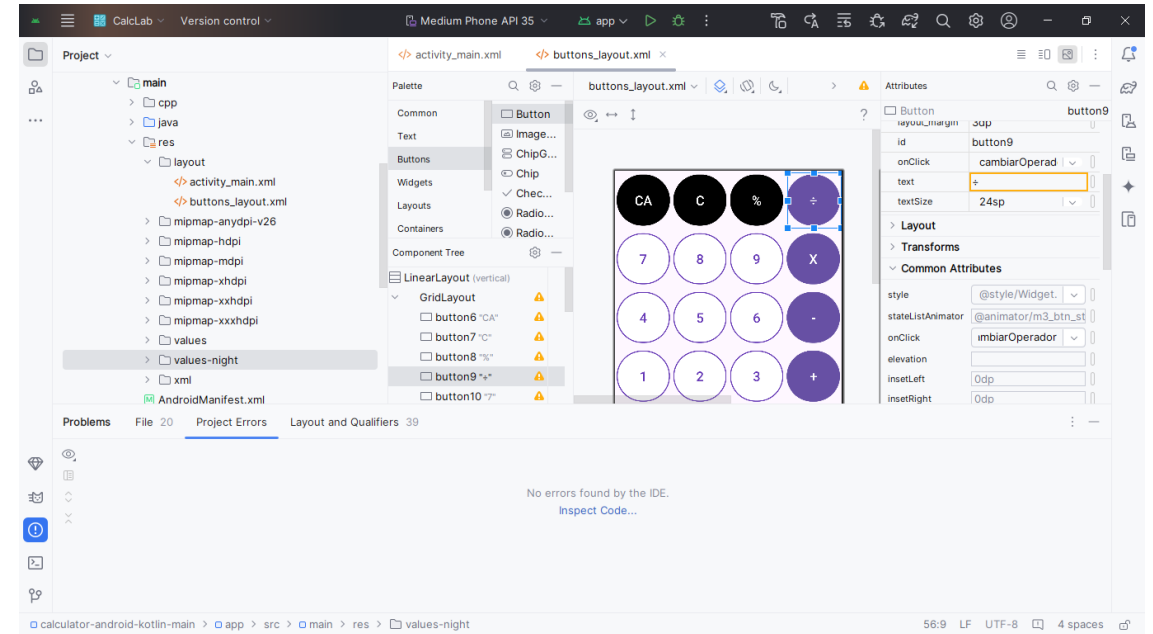 CalcLab
Version control
Medium Phone API 35
app
Project
activity_main.xml
buttons_layout.xml
main
cpp
java
res
layout
activity_main.xml
buttons_layout.xml
mipmap-anydpi-v26
mipmap-hdpi
mipmap-mdpi
mipmap-xhdpi
mipmap-xxhdpi
mipmap-xxxhdpi
values
values-night
xml
AndroidManifest.xml
Palette
Common
Text
Buttons
Widgets
Layouts
Containers
Button
Image...
ChipG...
Chip
Chec...
Radio...
Radio...
Component Tree
LinearLayout (vertical)
GridLayout
button6 "CA"
button7 "C"
button8 "%"
button9 "÷"
button10 "7"
buttons_layout.xml
?
CA C % ÷
7 8 9 X
4 5 6 -
1 2 3 +
Attributes
Button button9
layout_margin 3dp
id button9
onClick cambiarOperad
text ÷
textSize 24sp
Layout
Transforms
Common Attributes
style @style/Widget.
stateListAnimator @animator/m3_btn_st
onClick ımbiarOperador
elevation
insetLeft 0dp
insetRight 0dp
Problems File 20 Project Errors Layout and Qualifiers 39
No errors found by the IDE.
Inspect Code...
calculator-android-kotlin-main > app > src > main > res > values-night
56:9 LF UTF-8 4 spaces